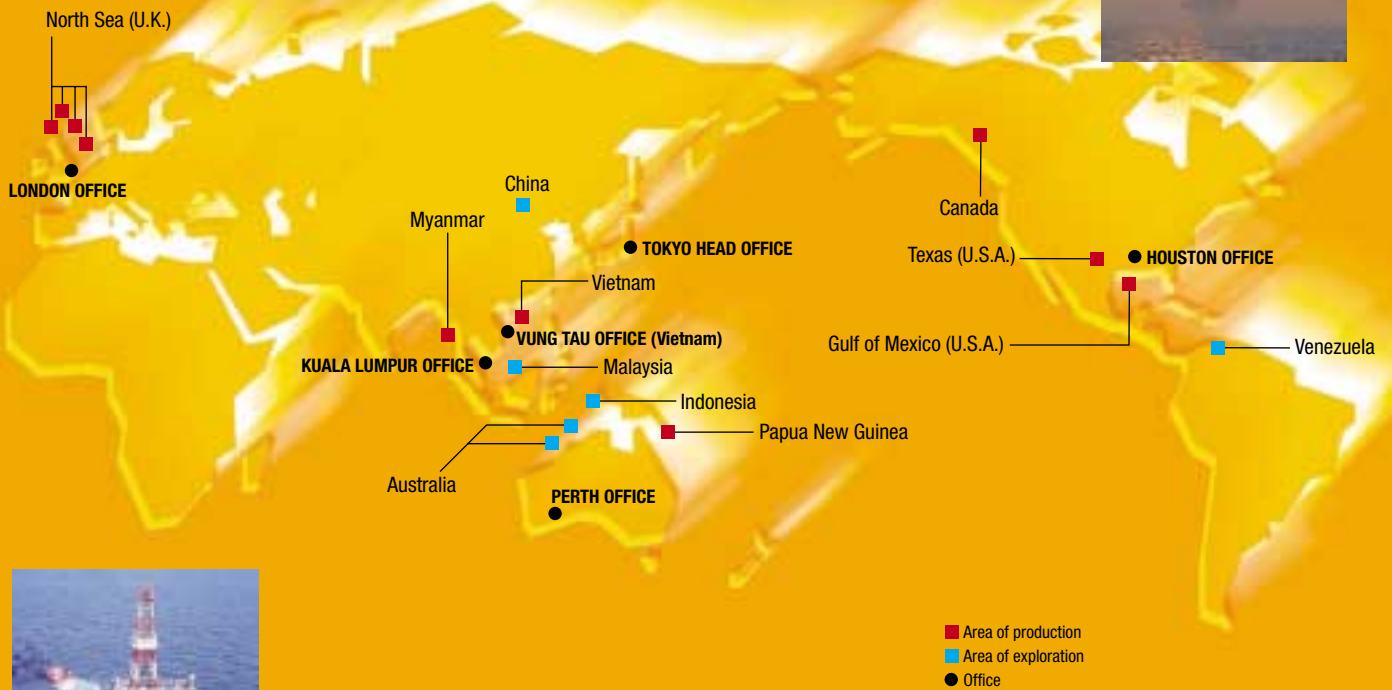 North Sea (U.K.)
LONDON OFFICE
China
Myanmar
TOKYO HEAD OFFICE
Vietnam
VUNG TAU OFFICE (Vietnam)
KUALA LUMPUR OFFICE
Malaysia
Indonesia
Papua New Guinea
Australia
PERTH OFFICE
Canada
Texas (U.S.A.)
HOUSTON OFFICE
Gulf of Mexico (U.S.A.)
Venezuela
Area of production
Area of exploration
Office